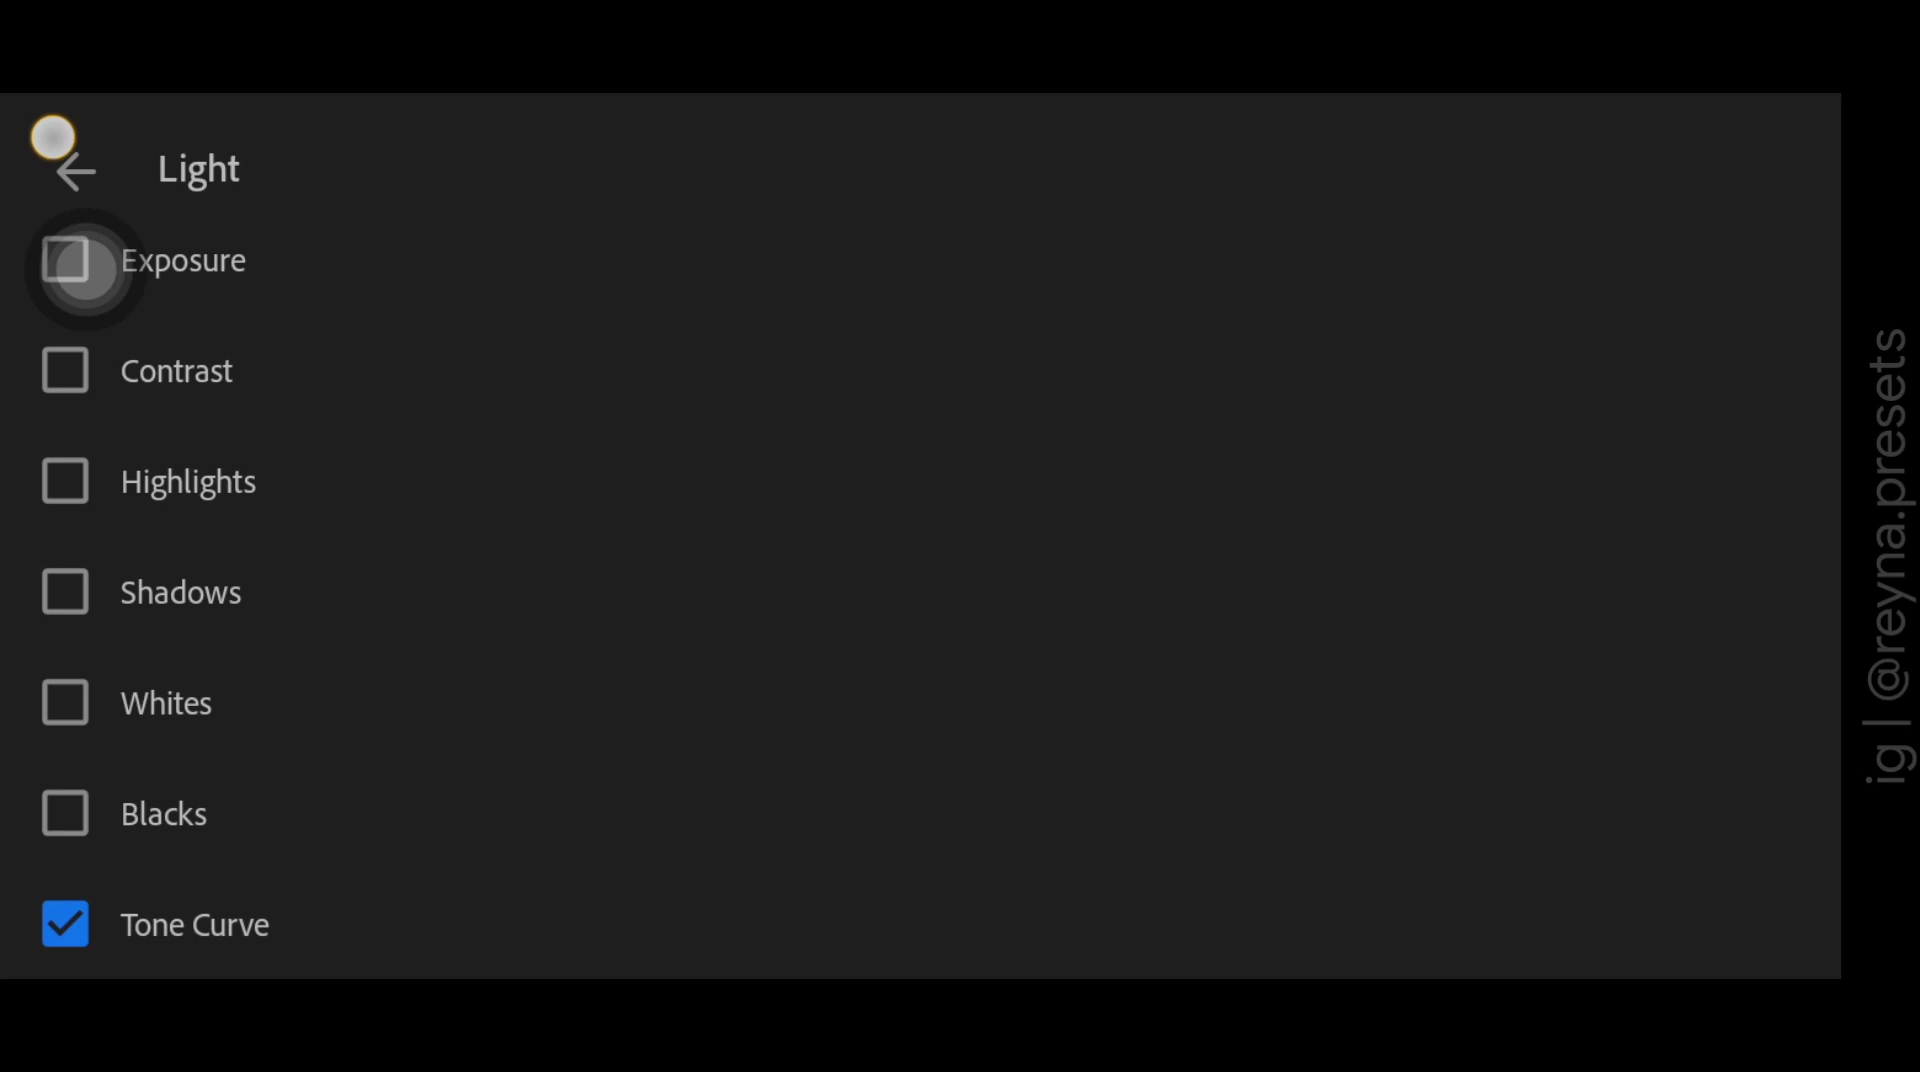 Light
Exposure
Contrast
Highlights
Shadows
Whites
Blacks
Tone Curve
ig | @reyna.presets